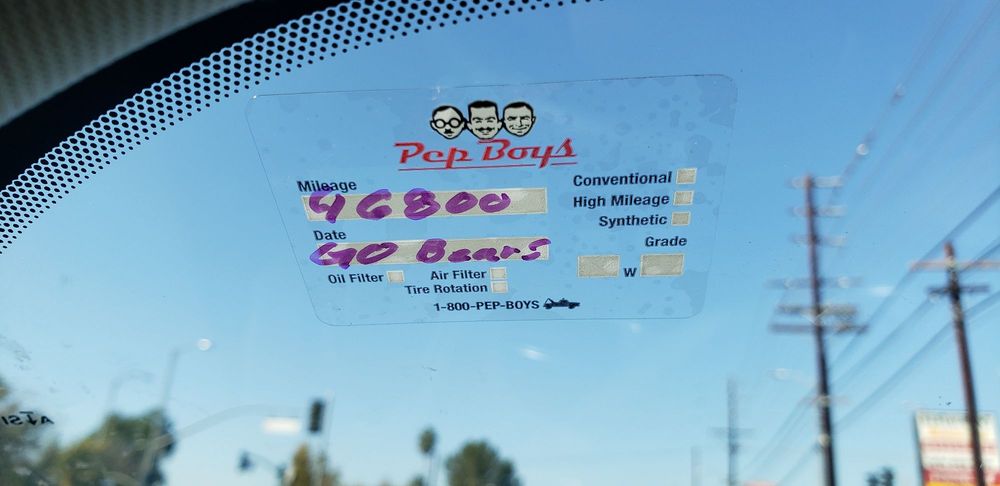 Pep Boys
Mileage
46800
Date
GO Bears
Oil Filter
Air Filter
Tire Rotation
Conventional
High Mileage
Synthetic
Grade
W
1-800-PEP-BOYS